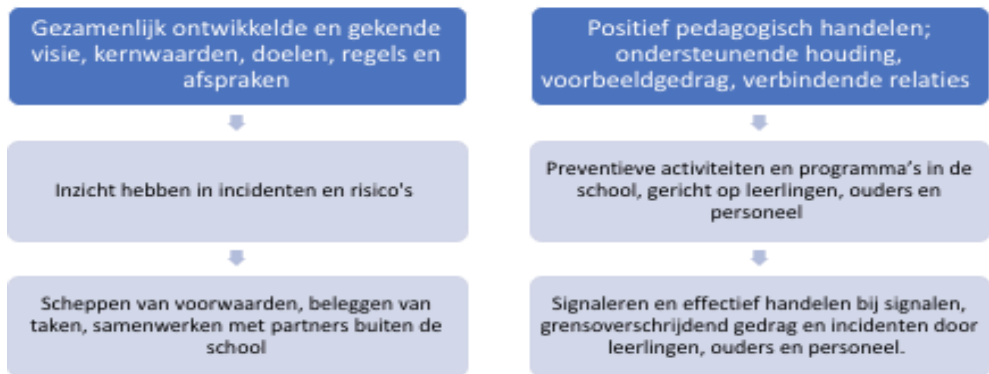 Gezamenlijk ontwikkelde en gekende
visie, kernwaarden, doelen, regels en
afspraken
Inzicht hebben in incidenten en risico's
Scheppen van voorwaarden, beleggen van
taken, samenwerken met partners buiten de
school
Positief pedagogisch handelen;
ondersteunende houding,
voorbeeldgedrag, verbindende relaties
Preventieve activiteiten en programma's in de
school, gericht op leerlingen, ouders en
personeel
Signaleren en effectief handelen bij signalen,
grensoverschrijdend gedrag en incidenten door
leerlingen, ouders en personeel.